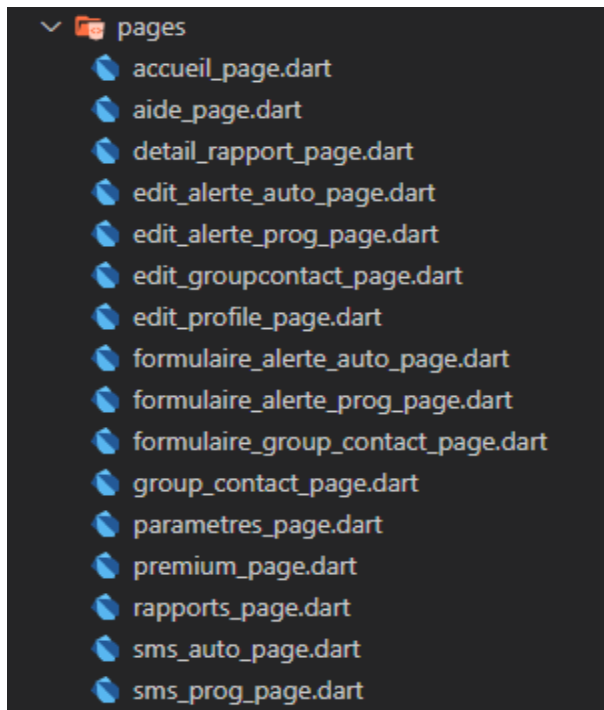 pages
accueil_page.dart
aide_page.dart
detail_rapport_page.dart
edit_alerte_auto_page.dart
edit_alerte_prog_page.dart
edit_groupcontact_page.dart
edit_profile_page.dart
formulaire_alerte_auto_page.dart
formulaire_alerte_prog_page.dart
formulaire_group_contact_page.dart
group_contact_page.dart
parametres_page.dart
premium_page.dart
rapports_page.dart
sms_auto_page.dart
sms_prog_page.dart